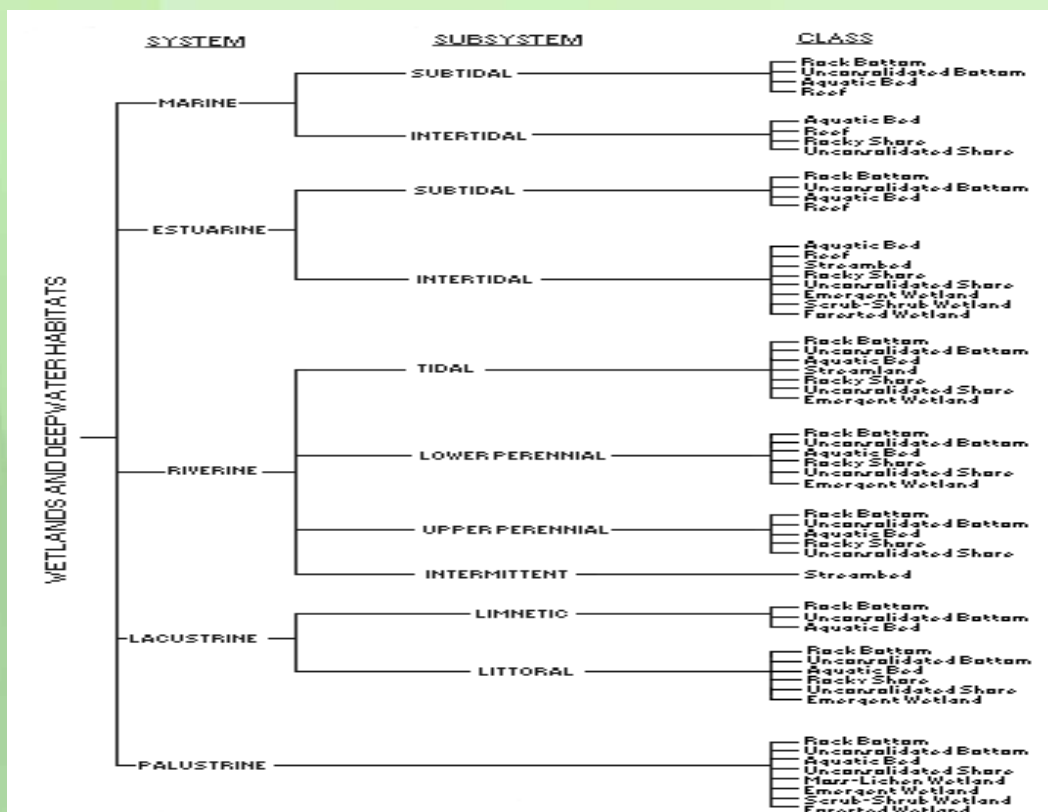 SYSTEM SUBSYSTEM CLASS
WETLANDS AND DEEPWATER HABITATS
MARINE
SUBTIDAL
Rock Bottom
Unconsolidated Bottom
Aquatic Bed
Reef
INTERTIDAL
Aquatic Bed
Reef
Rocky Shore
Unconsolidated Shore
ESTUARINE
SUBTIDAL
Rock Bottom
Unconsolidated Bottom
Aquatic Bed
Reef
INTERTIDAL
Aquatic Bed
Reef
Streambed
Rocky Shore
Unconsolidated Shore
Emergent Wetland
Scrub-Shrub Wetland
Forested Wetland
RIVERINE
TIDAL
Rock Bottom
Unconsolidated Bottom
Aquatic Bed
Streamland
Rocky Shore
Unconsolidated Shore
Emergent Wetland
LOWER PERENNIAL
Rock Bottom
Unconsolidated Bottom
Aquatic Bed
Rocky Shore
Unconsolidated Shore
Emergent Wetland
UPPER PERENNIAL
Rock Bottom
Unconsolidated Bottom
Aquatic Bed
Rocky Shore
Unconsolidated Shore
INTERMITTENT
Streambed
LACUSTRINE
LIMNETIC
Rock Bottom
Unconsolidated Bottom
Aquatic Bed
LITTORAL
Rock Bottom
Unconsolidated Bottom
Aquatic Bed
Rocky Shore
Unconsolidated Shore
Emergent Wetland
PALUSTRINE
Rock Bottom
Unconsolidated Bottom
Aquatic Bed
Unconsolidated Shore
Moss-Lichen Wetland
Emergent Wetland
Scrub-Shrub Wetland
Forested Wetland